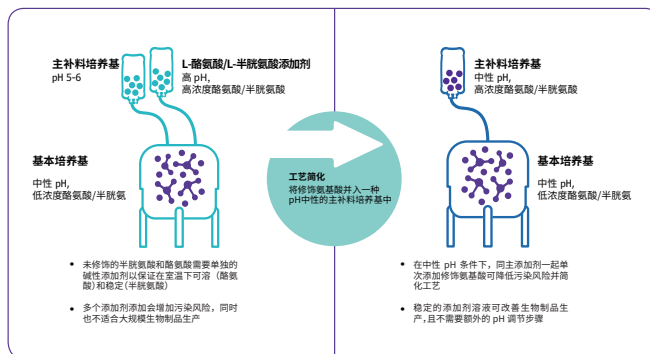 主补料培养基
pH 5-6
L-酪氨酸/L-半胱氨酸添加剂
高 pH,
高浓度酪氨酸/半胱氨酸
基本培养基
中性 pH,
低浓度酪氨酸/半胱氨
• 未修饰的半胱氨酸和酪氨酸需要单独的
碱性添加剂以保证在室温下可溶（酪氨
酸）和稳定（半胱氨酸）
• 多个添加剂添加会增加污染风险，同时
也不适合大规模生物制品生产
工艺简化
将修饰氨基酸并入一种
pH中性的主补料培养基中
主补料培养基
中性 pH,
高浓度酪氨酸/半胱氨酸
基本培养基
中性 pH,
低浓度酪氨酸/半胱氨
• 在中性 pH 条件下，同主添加剂一起单
次添加修饰氨基酸可降低污染风险并简
化工艺
• 稳定的添加剂溶液可改善生物制品生
产，且不需要额外的 pH 调节步骤